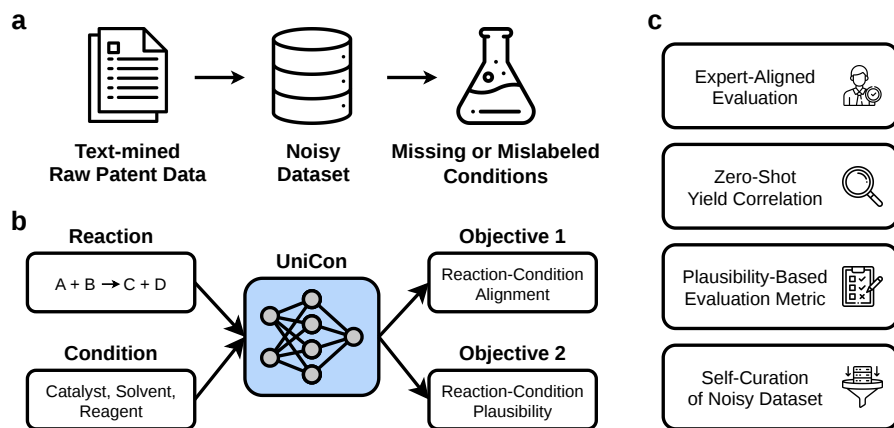 a
Text-mined
Raw Patent Data
Noisy
Dataset
Missing or Mislabeled
Conditions
b
Reaction
A + B → C + D
Condition
Catalyst, Solvent,
Reagent
UniCon
Objective 1
Reaction-Condition
Alignment
Objective 2
Reaction-Condition
Plausibility
c
Expert-Aligned
Evaluation
Zero-Shot
Yield Correlation
Plausibility-Based
Evaluation Metric
Self-Curation
of Noisy Dataset